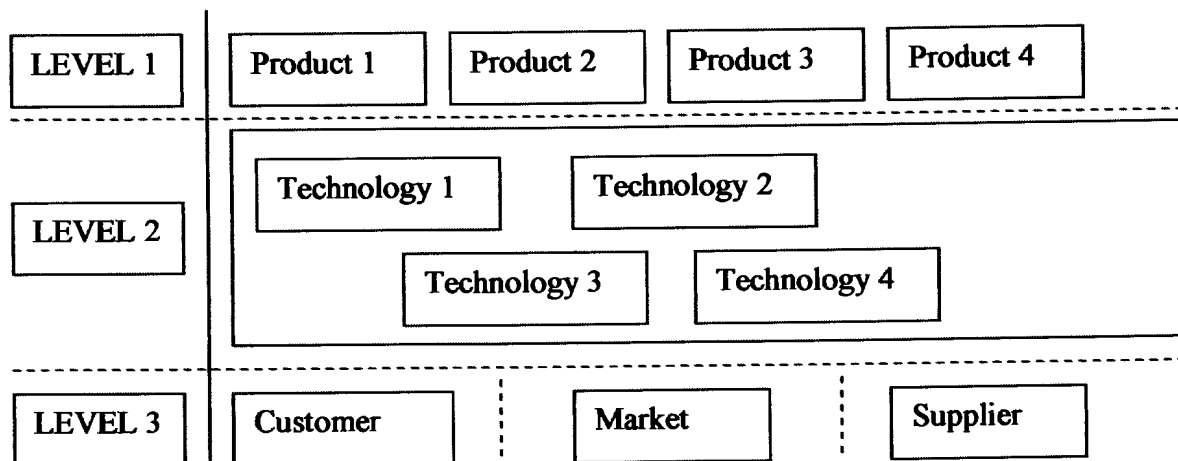 LEVEL 1
Product 1
Product 2
Product 3
Product 4
LEVEL 2
Technology 1
Technology 2
Technology 3
Technology 4
LEVEL 3
Customer
Market
Supplier